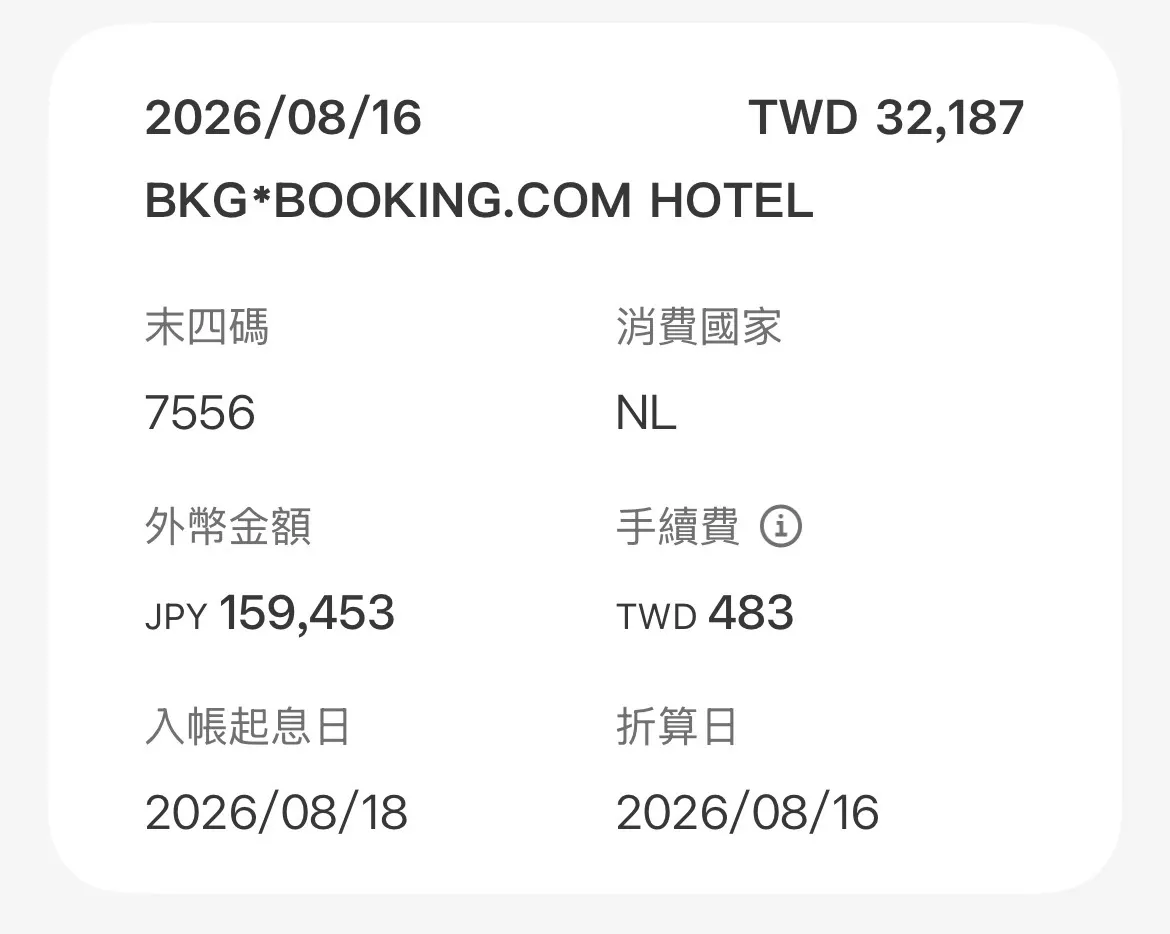 2026/08/16 TWD 32,187
BKG*BOOKING.COM HOTEL
末四碼 消費國家
7556 NL
外幣金額 手續費
JPY 159,453 TWD 483
入帳起息日 折算日
2026/08/18 2026/08/16